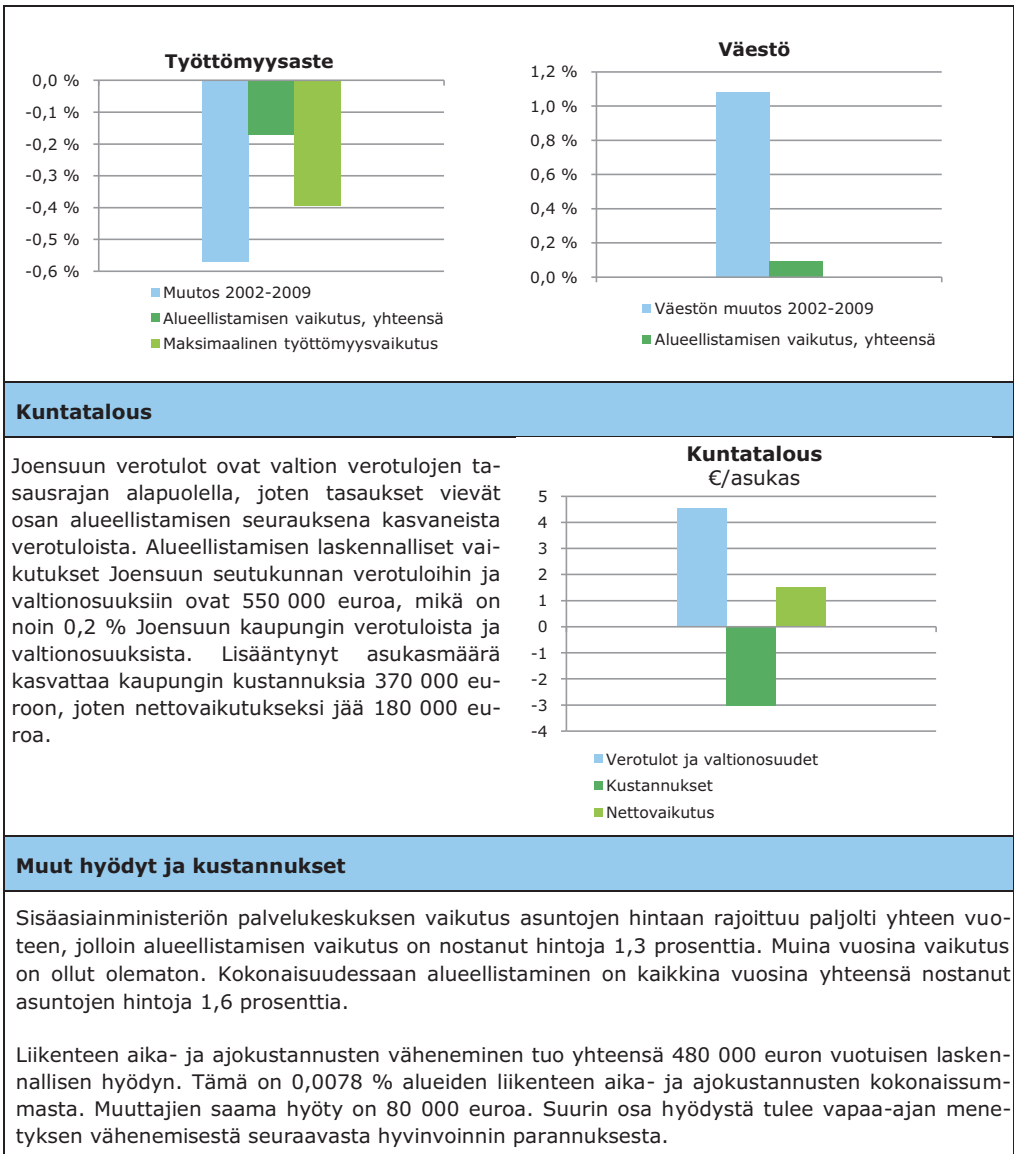 Työttömyysaste
0,0 %
-0,1 %
-0,2 %
-0,3 %
-0,4 %
-0,5 %
-0,6 %
Muutos 2002-2009
Alueellistamisen vaikutus, yhteensä
Maksimaalinen työttömyysvaikutus
Väestö
1,2 %
1,0 %
0,8 %
0,6 %
0,4 %
0,2 %
0,0 %
Väestön muutos 2002-2009
Alueellistamisen vaikutus, yhteensä
Kuntatalous
Joensuun verotulot ovat valtion verotulojen ta-
sausrajan alapuolella, joten tasaukset vievät
osan alueellistamisen seurauksena kasvaneista
verotuloista. Alueellistamisen laskennalliset vai-
kutukset Joensuun seutukunnan verotuloihin ja
valtionosuuksiin ovat 550 000 euroa, mikä on
noin 0,2 % Joensuun kaupungin verotuloista ja
valtionosuuksista. Lisääntynyt asukasmäärä
kasvattaa kaupungin kustannuksia 370 000 eu-
roon, joten nettovaikutukseksi jää 180 000 eu-
roa.
Kuntatalous
€/asukas
5
4
3
2
1
0
-1
-2
-3
-4
Verotulot ja valtionosuudet
Kustannukset
Nettovaikutus
Muut hyödyt ja kustannukset
Sisäasiainministeriön palvelukeskuksen vaikutus asuntojen hintaan rajoittuu paljolti yhteen vuo-
teen, jolloin alueellistamisen vaikutus on nostanut hintoja 1,3 prosenttia. Muina vuosina vaikutus
on ollut olematon. Kokonaisuudessaan alueellistaminen on kaikkina vuosina yhteensä nostanut
asuntojen hintoja 1,6 prosenttia.
Liikenteen aika- ja ajokustannusten väheneminen tuo yhteensä 480 000 euron vuotuisen lasken-
nallisen hyödyn. Tämä on 0,0078 % alueiden liikenteen aika- ja ajokustannusten kokonaissum-
masta. Muuttajien saama hyöty on 80 000 euroa. Suurin osa hyödystä tulee vapaa-ajan mene-
tyksen vähenemisestä seuraavasta hyvinvoinnin parannuksesta.